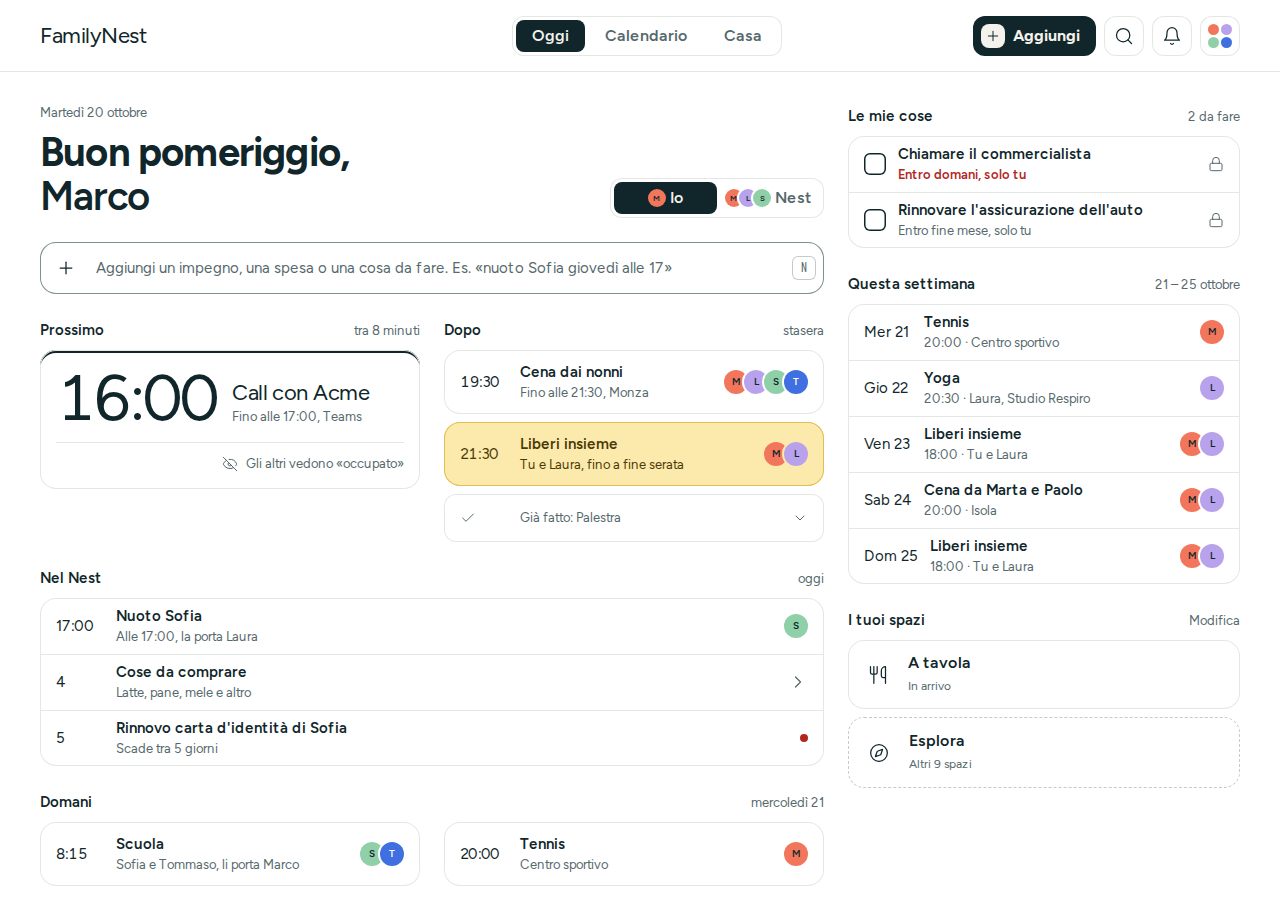 FamilyNest
Oggi
Calendario
Casa
Aggiungi
Martedì 20 ottobre
Buon pomeriggio,
Marco
M Io
M L S Nest
Aggiungi un impegno, una spesa o una cosa da fare. Es. «nuoto Sofia giovedì alle 17»
N
Prossimo
tra 8 minuti
16:00
Call con Acme
Fino alle 17:00, Teams
Gli altri vedono «occupato»
Dopo
stasera
19:30
Cena dai nonni
Fino alle 21:30, Monza
M L S T
21:30
Liberi insieme
Tu e Laura, fino a fine serata
M L
Già fatto: Palestra
Nel Nest
oggi
17:00
Nuoto Sofia
Alle 17:00, la porta Laura
S
4
Cose da comprare
Latte, pane, mele e altro
5
Rinnovo carta d'identità di Sofia
Scade tra 5 giorni
Domani
mercoledì 21
8:15
Scuola
Sofia e Tommaso, li porta Marco
S T
20:00
Tennis
Centro sportivo
M
Le mie cose
2 da fare
Chiamare il commercialista
Entro domani, solo tu
Rinnovare l'assicurazione dell'auto
Entro fine mese, solo tu
Questa settimana
21–25 ottobre
Mer 21
Tennis
20:00 · Centro sportivo
M
Gio 22
Yoga
20:30 · Laura, Studio Respiro
L
Ven 23
Liberi insieme
18:00 · Tu e Laura
M L
Sab 24
Cena da Marta e Paolo
20:00 · Isola
M L
Dom 25
Liberi insieme
18:00 · Tu e Laura
M L
I tuoi spazi
Modifica
A tavola
In arrivo
Esplora
Altri 9 spazi